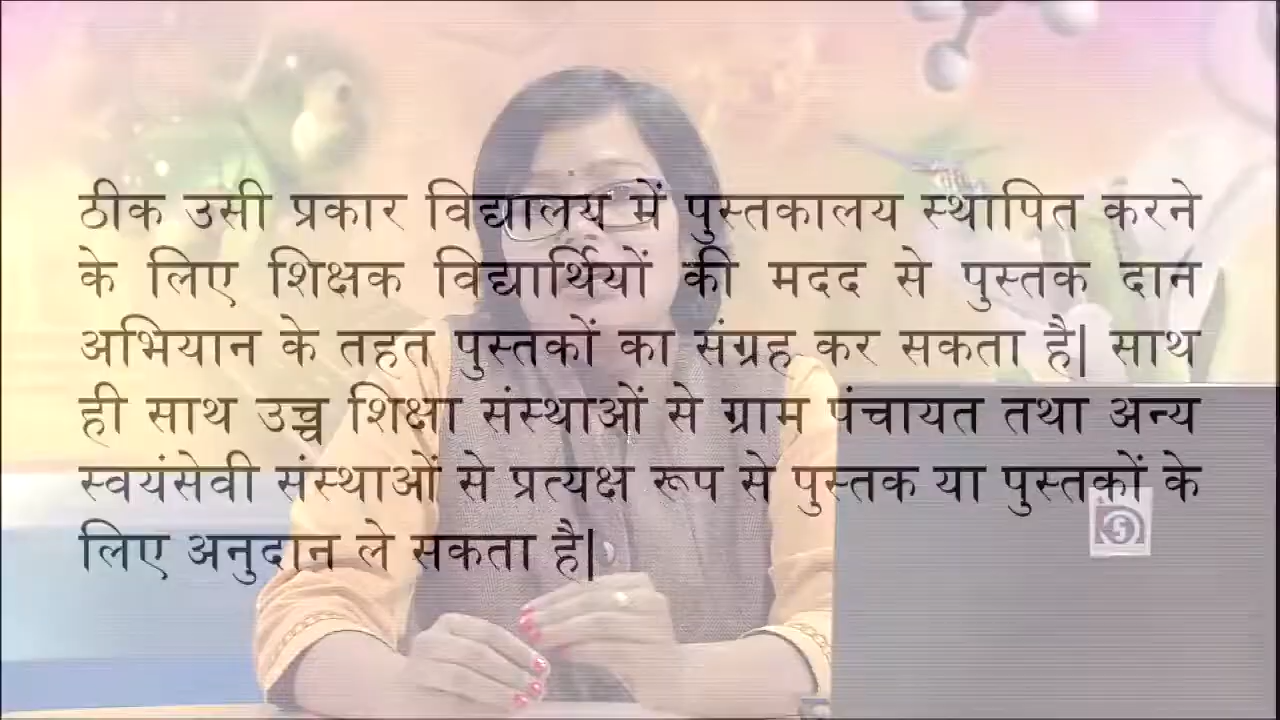 ठीक उसी प्रकार विद्यालय में पुस्तकालय स्थापित करने
के लिए शिक्षक विद्यार्थियों की मदद से पुस्तक दान
अभियान के तहत पुस्तकों का संग्रह कर सकता है| साथ
ही साथ उच्च शिक्षा संस्थाओं से ग्राम पंचायत तथा अन्य
स्वयंसेवी संस्थाओं से प्रत्यक्ष रूप से पुस्तक या पुस्तकों के
लिए अनुदान ले सकता है|